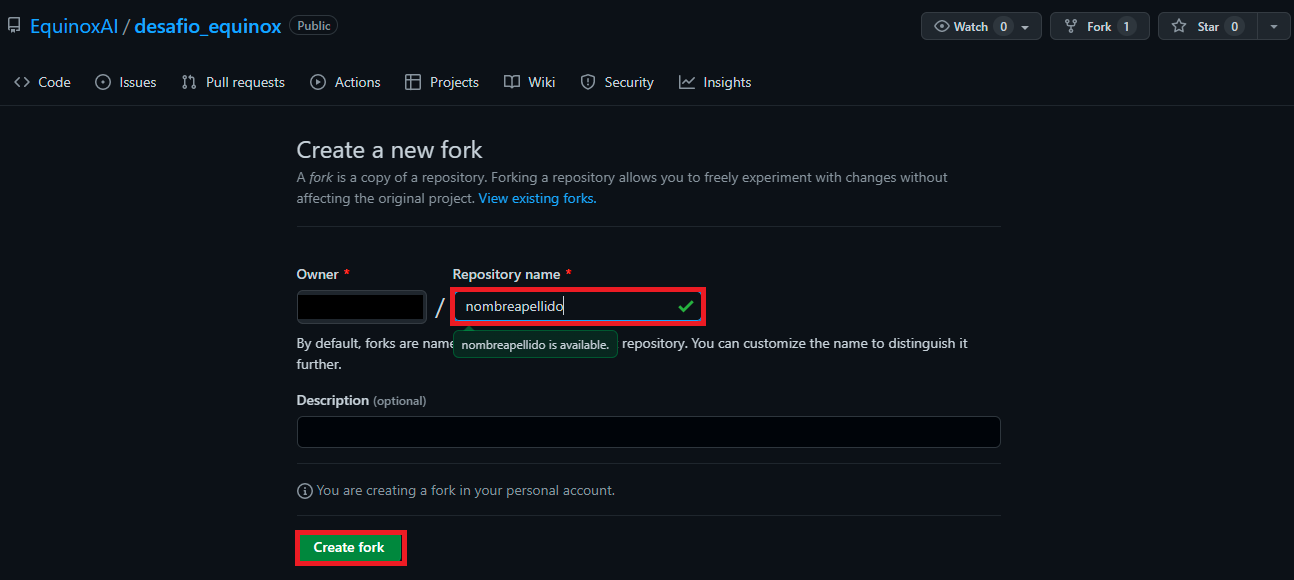 EquinoxAI / desafio_equinox Public Watch 0 Fork 1 Star 0
Code Issues Pull requests Actions Projects Wiki Security Insights
Create a new fork
A fork is a copy of a repository. Forking a repository allows you to freely experiment with changes without
affecting the original project. View existing forks.
Owner * Repository name *
/ nombreapellido
nombreapellido is available.
By default, forks are name repository. You can customize the name to distinguish it
further.
Description (optional)
You are creating a fork in your personal account.
Create fork